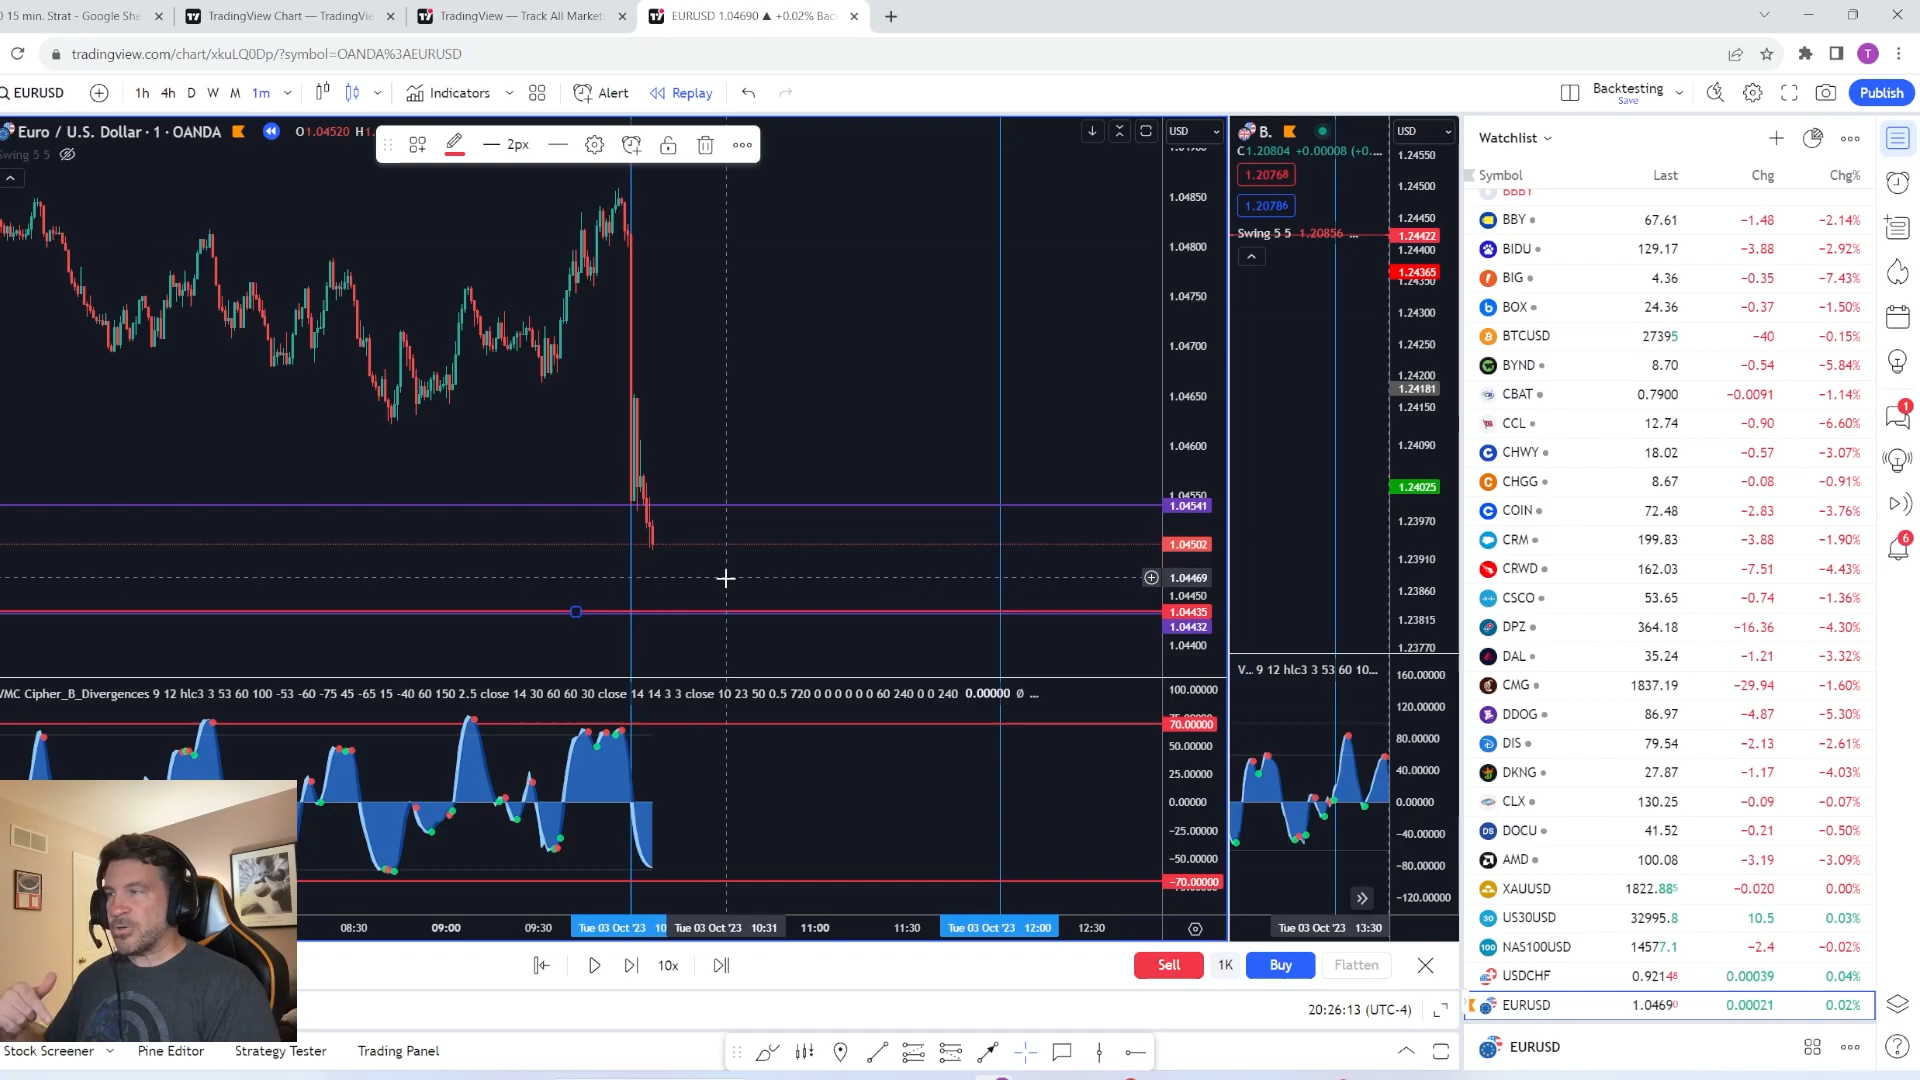 0 15 min. Strat - Google She
TradingView Chart — TradingVie
TradingView — Track All Market
EURUSD 1.04690 ▲ +0.02% Bac
tradingview.com/chart/xkuLQ0Dp/?symbol=OANDA%3AEURUSD
T
EURUSD
1h 4h D W M 1m
Indicators
Alert
Replay
Backtesting
Save
Publish
Euro / U.S. Dollar · 1 · OANDA
O1.04520 H1.
Swing 5 5
2px
USD
1.04850
1.04800
1.04750
1.04700
1.04650
1.04600
1.04550
1.04541
1.04502
1.04469
1.04450
1.04435
1.04432
1.04400
VMC Cipher_B_Divergences 9 12 hlc3 3 53 60 100 -53 -60 -75 45 -65 15 -40 60 150 2.5 close 14 30 60 60 30 close 14 14 3 3 close 10 23 50 0.5 720 0 0 0 0 0 0 60 240 0 0 240 0.00000 Ø ...
100.00000
70.00000
50.00000
25.00000
0.00000
−25.00000
−50.00000
−70.00000
08:30
09:00
09:30
Tue 03 Oct '23 10
Tue 03 Oct '23 10:31
11:00
11:30
Tue 03 Oct '23 12:00
12:30
B.
USD
C1.20804 +0.00008 (+0....
1.20768
1.20786
Swing 5 5 1.20856 ...
1.24550
1.24500
1.24450
1.24422
1.24400
1.24365
1.24350
1.24300
1.24250
1.24200
1.24181
1.24150
1.24090
1.24025
1.23970
1.23910
1.23860
1.23815
1.23770
V... 9 12 hlc3 3 53 60 10...
160.00000
120.00000
80.00000
40.00000
0.00000
−40.00000
−80.00000
−120.00000
Tue 03 Oct '23 13:30
10x
Sell
1K
Buy
Flatten
20:26:13 (UTC-4)
Stock Screener
Pine Editor
Strategy Tester
Trading Panel
Watchlist
Symbol Last Chg Chg%
BBBY
BBY 67.61 −1.48 −2.14%
BIDU 129.17 −3.88 −2.92%
BIG 4.36 −0.35 −7.43%
BOX 24.36 −0.37 −1.50%
BTCUSD 27395 −40 −0.15%
BYND 8.70 −0.54 −5.84%
CBAT 0.7900 −0.0091 −1.14%
CCL 12.74 −0.90 −6.60%
CHWY 18.02 −0.57 −3.07%
CHGG 8.67 −0.08 −0.91%
COIN 72.48 −2.83 −3.76%
CRM 199.83 −3.88 −1.90%
CRWD 162.03 −7.51 −4.43%
CSCO 53.65 −0.74 −1.36%
DPZ 364.18 −16.36 −4.30%
DAL 35.24 −1.21 −3.32%
CMG 1837.19 −29.94 −1.60%
DDOG 86.97 −4.87 −5.30%
DIS 79.54 −2.13 −2.61%
DKNG 27.87 −1.17 −4.03%
CLX 130.25 −0.09 −0.07%
DOCU 41.52 −0.21 −0.50%
AMD 100.08 −3.19 −3.09%
XAUUSD 1822.885 −0.020 0.00%
US30USD 32995.8 10.5 0.03%
NAS100USD 14577.1 −2.4 −0.02%
USDCHF 0.92148 0.00039 0.04%
EURUSD 1.04690 0.00021 0.02%
EURUSD
1
6